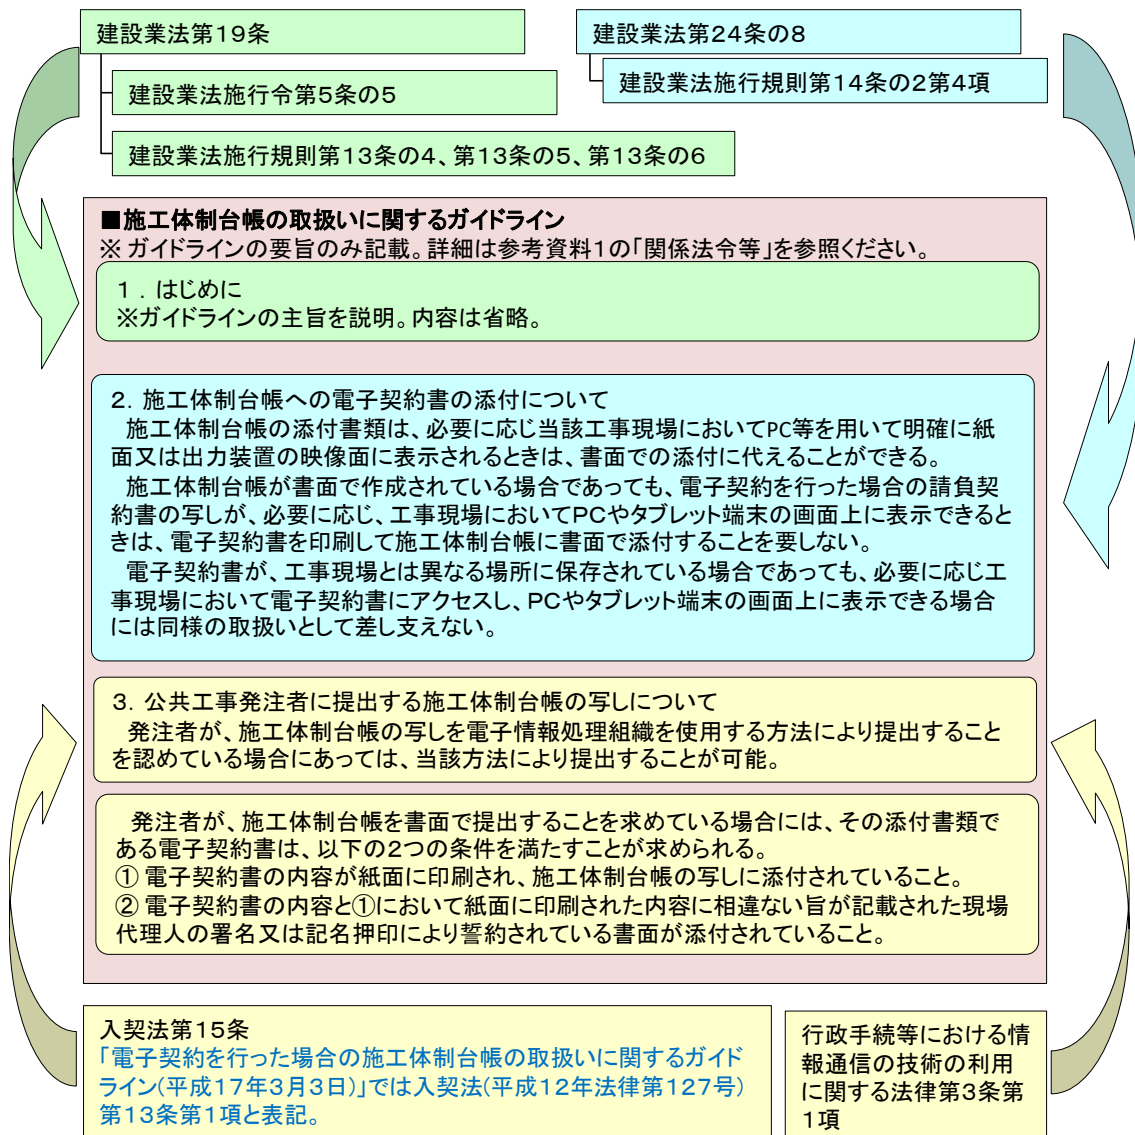 建設業法第19条
建設業法施行令第5条の5
建設業法施行規則第13条の4、第13条の5、第13条の6
建設業法第24条の8
建設業法施行規則第14条の2第4項
■施工体制台帳の取扱いに関するガイドライン
※ ガイドラインの要旨のみ記載。詳細は参考資料1の「関係法令等」を参照ください。
1．はじめに
※ガイドラインの主旨を説明。内容は省略。
2．施工体制台帳への電子契約書の添付について
施工体制台帳の添付書類は、必要に応じ当該工事現場においてPC等を用いて明確に紙
面又は出力装置の映像面に表示されるときは、書面での添付に代えることができる。
施工体制台帳が書面で作成されている場合であっても、電子契約を行った場合の請負契
約書の写しが、必要に応じ、工事現場においてPCやタブレット端末の画面上に表示できると
きは、電子契約書を印刷して施工体制台帳に書面で添付することを要しない。
電子契約書が、工事現場とは異なる場所に保存されている場合であっても、必要に応じ工
事現場において電子契約書にアクセスし、PCやタブレット端末の画面上に表示できる場合
には同様の取扱いとして差し支えない。
3．公共工事発注者に提出する施工体制台帳の写しについて
発注者が、施工体制台帳の写しを電子情報処理組織を使用する方法により提出すること
を認めている場合にあっては、当該方法により提出することが可能。
発注者が、施工体制台帳を書面で提出することを求めている場合には、その添付書類で
ある電子契約書は、以下の2つの条件を満たすことが求められる。
① 電子契約書の内容が紙面に印刷され、施工体制台帳の写しに添付されていること。
② 電子契約書の内容と①において紙面に印刷された内容に相違ない旨が記載された現場
代理人の署名又は記名押印により誓約されている書面が添付されていること。
入契法第15条
「電子契約を行った場合の施工体制台帳の取扱いに関するガイド
ライン(平成17年3月3日)」では入契法(平成12年法律第127号)
第13条第1項と表記。
行政手続等における情
報通信の技術の利用
に関する法律第3条第
1項